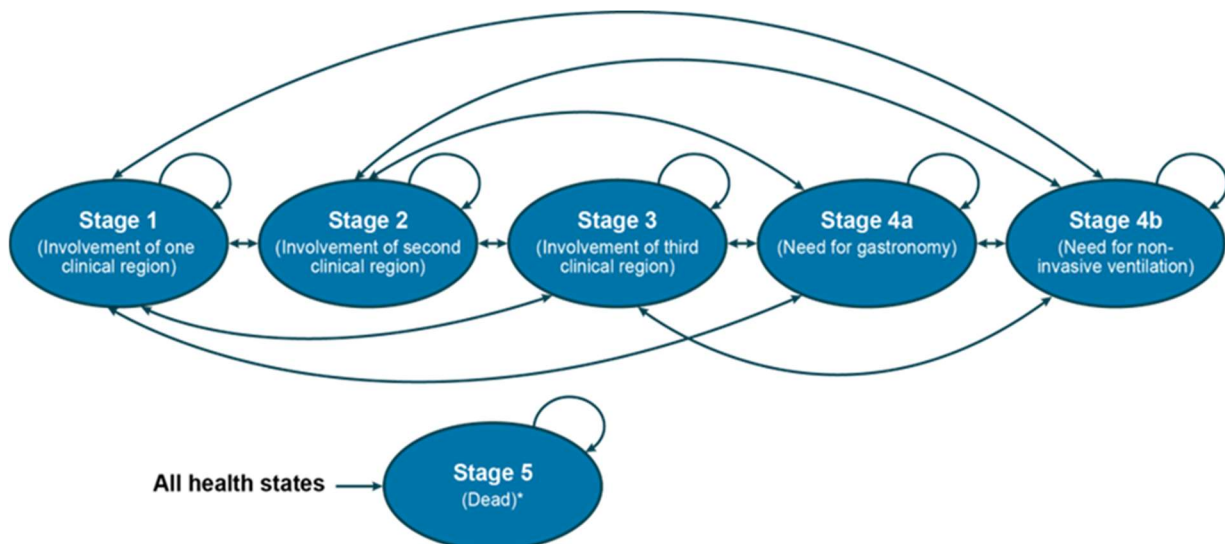 Stage 1
(Involvement of one
clinical region)
Stage 2
(Involvement of second
clinical region)
Stage 3
(Involvement of third
clinical region)
Stage 4a
(Need for gastronomy)
Stage 4b
(Need for non-
invasive ventilation)
All health states
Stage 5
(Dead)*